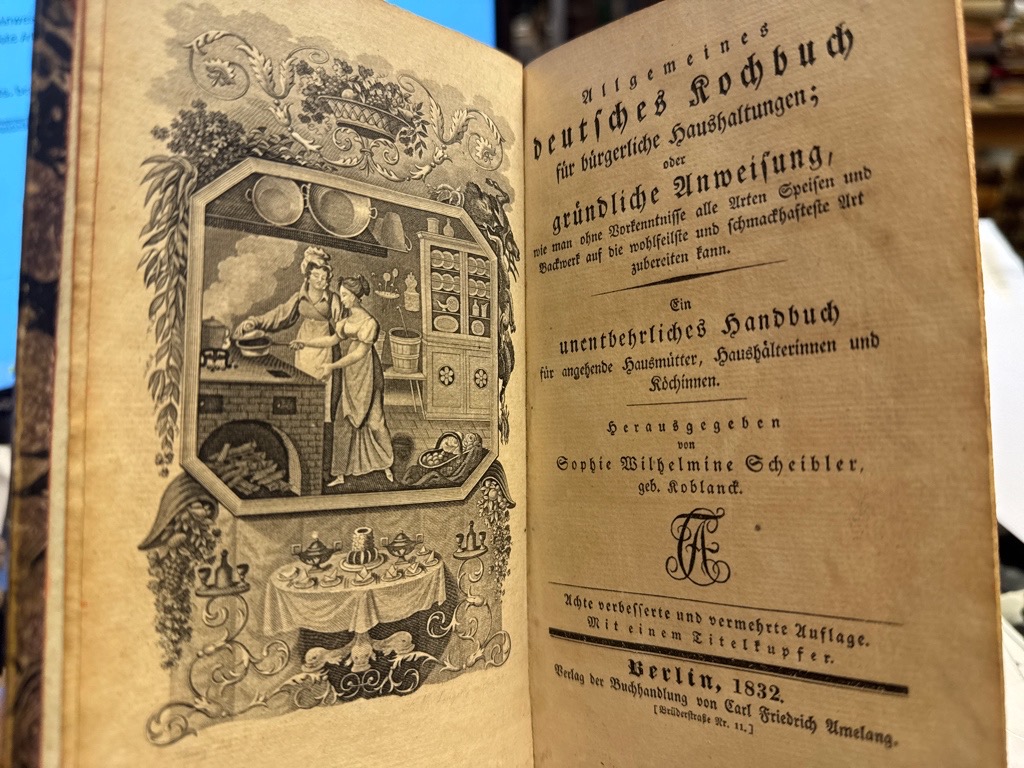 Allgemeines
deutsches Kochbuch
für bürgerliche Haushaltungen;
oder
gründliche Anweisung,
wie man ohne Vorkenntnisse alle Arten Speisen und
Backwerk auf die wohlfeilste und schmackhafteste Art
zubereiten kann.
Ein
unentbehrliches Handbuch
für angehende Hausmütter, Haushälterinnen und
Köchinnen.
Herausgegeben
von
Sophie Wilhelmine Scheibler,
geb. Koblanck.
Achte verbesserte und vermehrte Auflage.
Mit einem Titelkupfer.
Berlin, 1832.
Verlag der Buchhandlung von Carl Friedrich Amelang.
[Brüderstraße Nr. 11.]